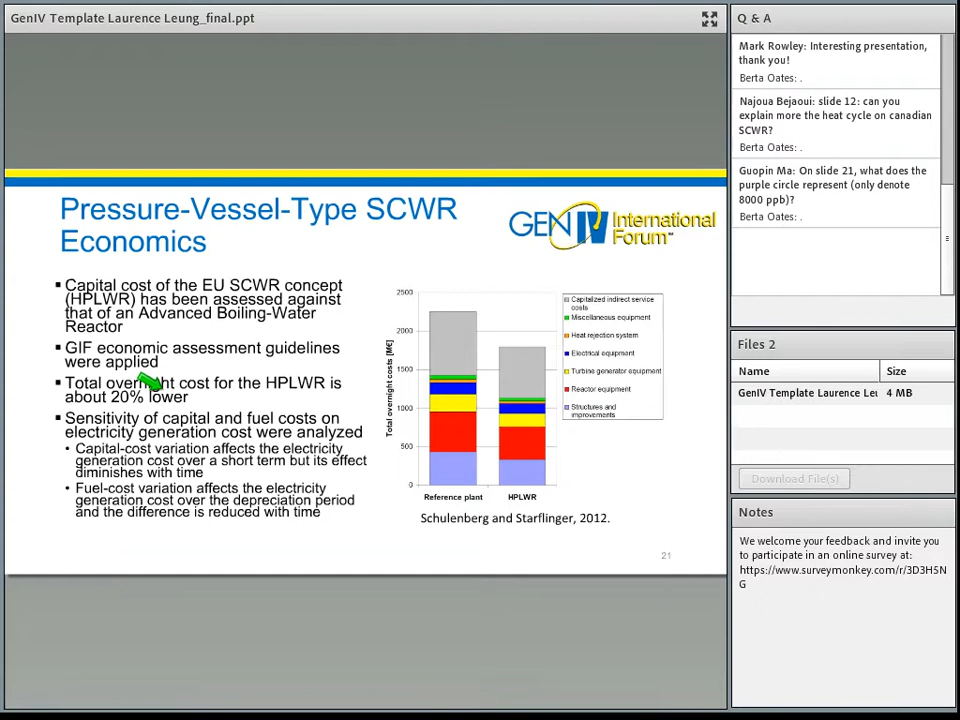 GenIV Template Laurence Leung_final.ppt
Pressure-Vessel-Type SCWR
Economics
GEN IV International
Forum™
▪ Capital cost of the EU SCWR concept
(HPLWR) has been assessed against
that of an Advanced Boiling-Water
Reactor
▪ GIF economic assessment guidelines
were applied
▪ Total overnight cost for the HPLWR is
about 20% lower
▪ Sensitivity of capital and fuel costs on
electricity generation cost were analyzed
• Capital-cost variation affects the electricity
generation cost over a short term but its effect
diminishes with time
• Fuel-cost variation affects the electricity
generation cost over the depreciation period
and the difference is reduced with time
Total overnight costs [M€]
2500
2000
1500
1000
500
0
Reference plant
HPLWR
Capitalized indirect service
costs
Miscellaneous equipment
Heat rejection system
Electrical equipment
Turbine generator equipment
Reactor equipment
Structures and
improvements
Schulenberg and Starflinger, 2012.
21
Q & A
Mark Rowley: Interesting presentation,
thank you!
Berta Oates: .
Najoua Bejaoui: slide 12: can you
explain more the heat cycle on canadian
SCWR?
Berta Oates: .
Guopin Ma: On slide 21, what does the
purple circle represent (only denote
8000 ppb)?
Berta Oates: .
Files 2
Name Size
GenIV Template Laurence Leu 4 MB
Download File(s)
Notes
We welcome your feedback and invite you
to participate in an online survey at:
https://www.surveymonkey.com/r/3D3H5N
G